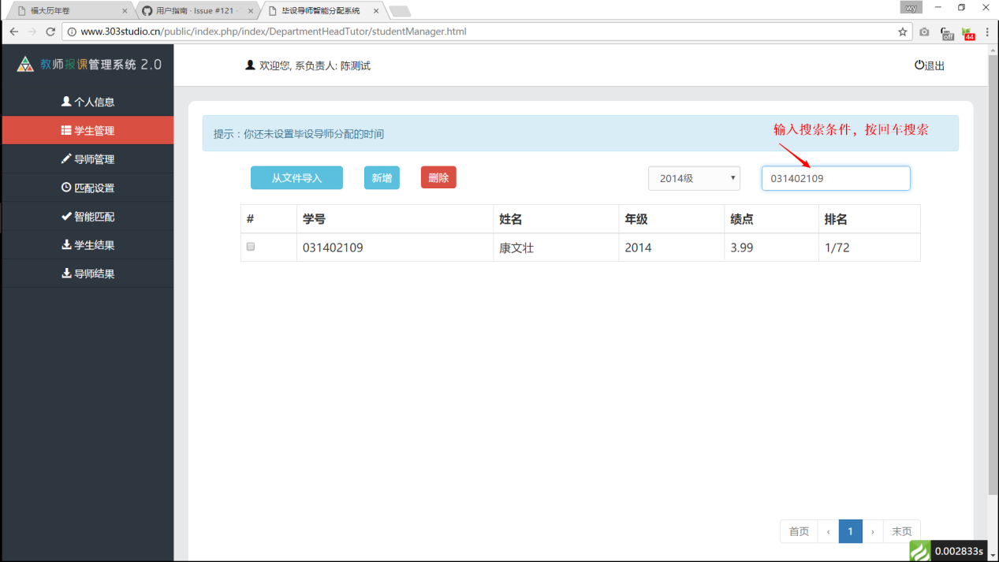 福大历年卷
用户指南 · Issue #121 ·
毕设导师智能分配系统
wy
www.303studio.cn/public/index.php/index/DepartmentHeadTutor/studentManager.html
off
44
教师报课管理系统 2.0
欢迎您, 系负责人: 陈测试
退出
个人信息
学生管理
导师管理
匹配设置
智能匹配
学生结果
导师结果
提示：你还未设置毕设导师分配的时间
输入搜索条件，按回车搜索
从文件导入 新增 删除 2014级 031402109
# 学号 姓名 年级 绩点 排名
031402109 康文壮 2014 3.99 1/72
首页 ‹ 1 › 末页
0.002833s